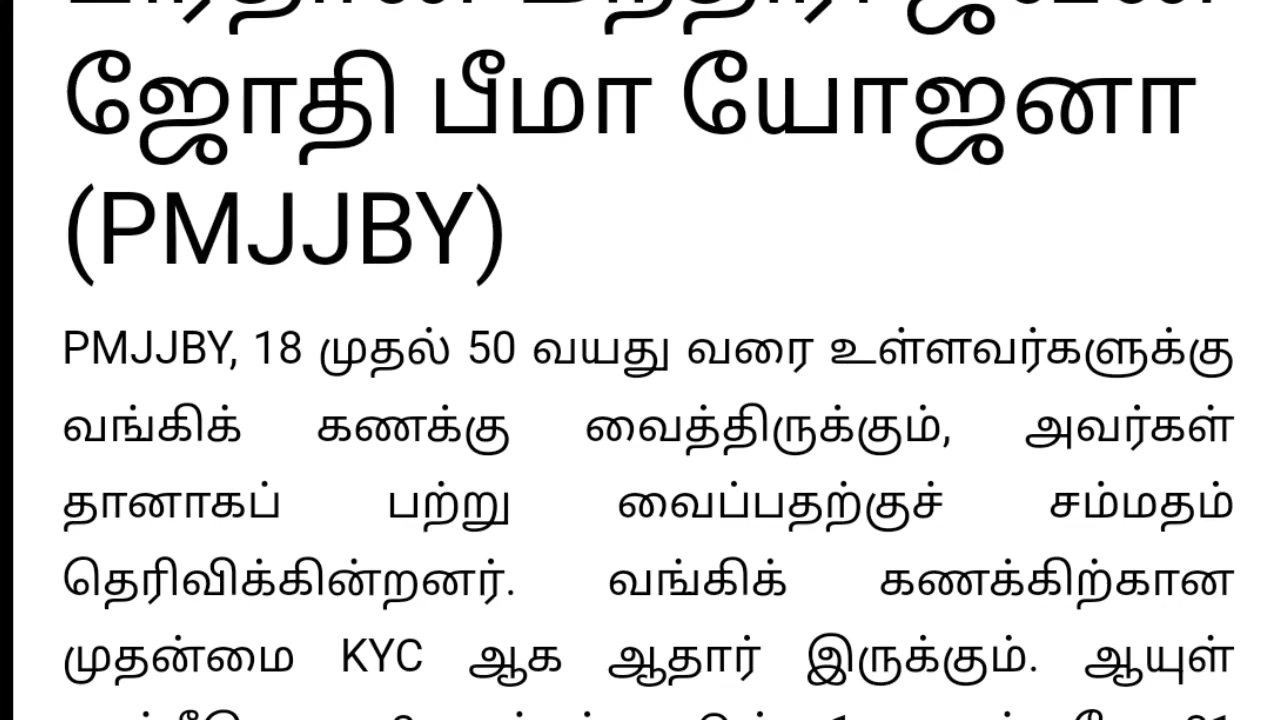 ஜோதி பீமா யோஜனா
(PMJJBY)
PMJJBY, 18 முதல் 50 வயது வரை உள்ளவர்களுக்கு
வங்கிக் கணக்கு வைத்திருக்கும், அவர்கள்
தானாகப் பற்று வைப்பதற்குச் சம்மதம்
தெரிவிக்கின்றனர். வங்கிக் கணக்கிற்கான
முதன்மை KYC ஆக ஆதார் இருக்கும். ஆயுள்